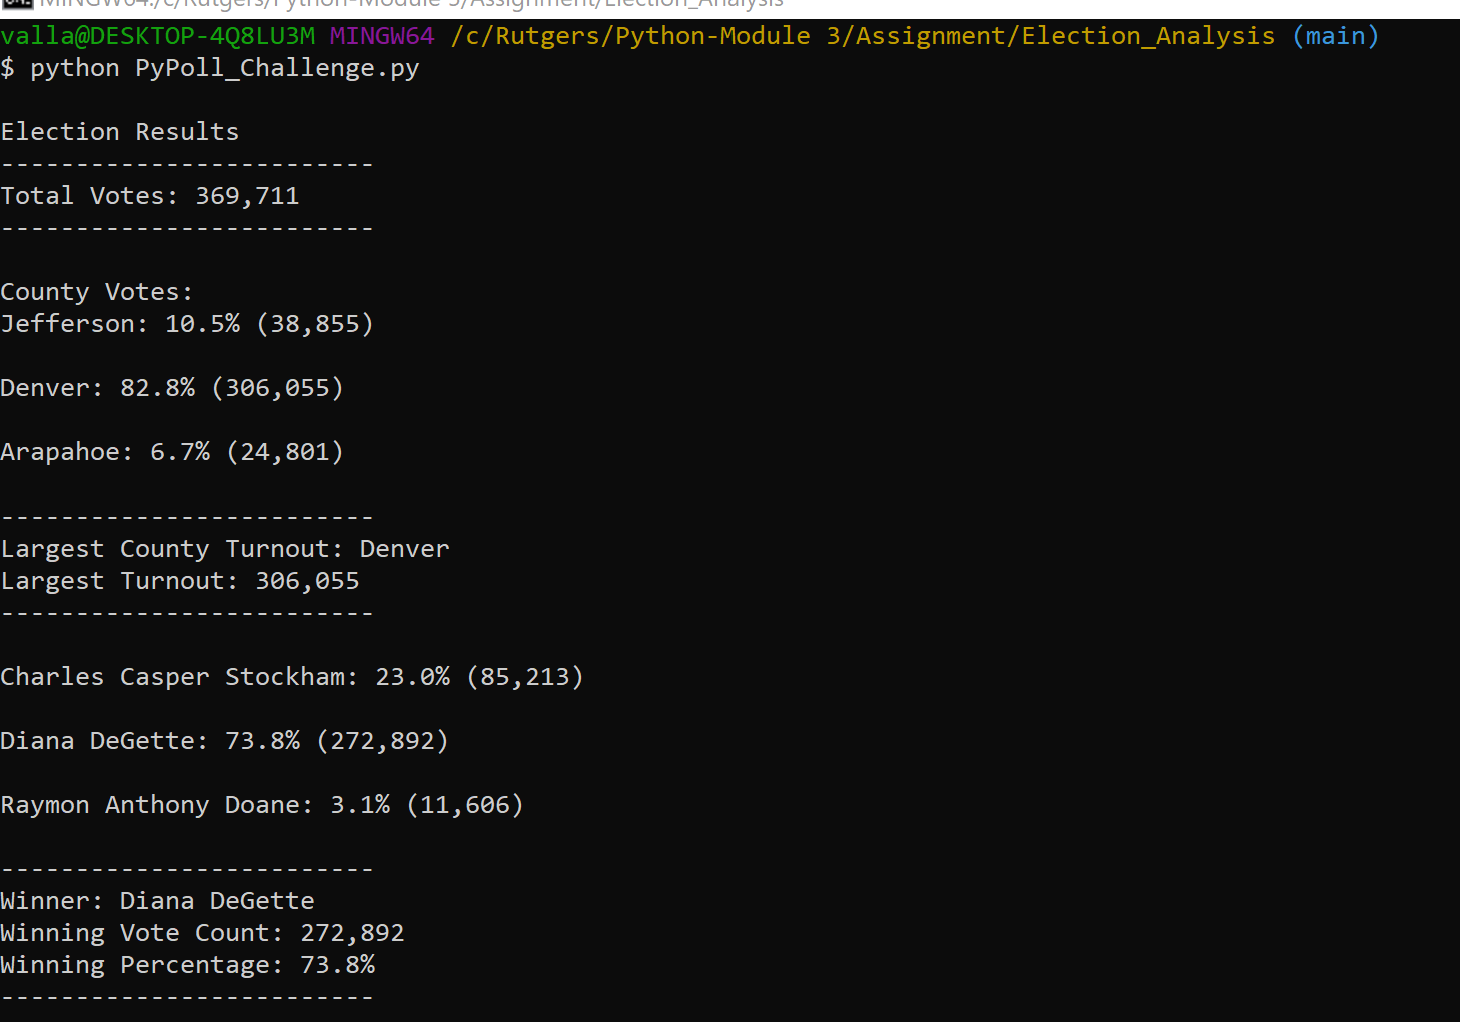 MINGW64:/c/Rutgers/Python-Module 3/Assignment/Election_Analysis
valla@DESKTOP-4Q8LU3M MINGW64 /c/Rutgers/Python-Module 3/Assignment/Election_Analysis (main)
$ python PyPoll_Challenge.py
Election Results
-------------------------
Total Votes: 369,711
-------------------------
County Votes:
Jefferson: 10.5% (38,855)
Denver: 82.8% (306,055)
Arapahoe: 6.7% (24,801)
-------------------------
Largest County Turnout: Denver
Largest Turnout: 306,055
-------------------------
Charles Casper Stockham: 23.0% (85,213)
Diana DeGette: 73.8% (272,892)
Raymon Anthony Doane: 3.1% (11,606)
-------------------------
Winner: Diana DeGette
Winning Vote Count: 272,892
Winning Percentage: 73.8%
-------------------------